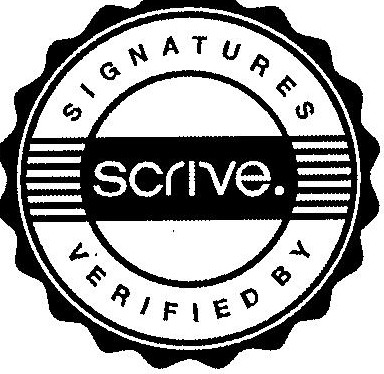 SIGNATURES
scrive.
VERIFIED BY